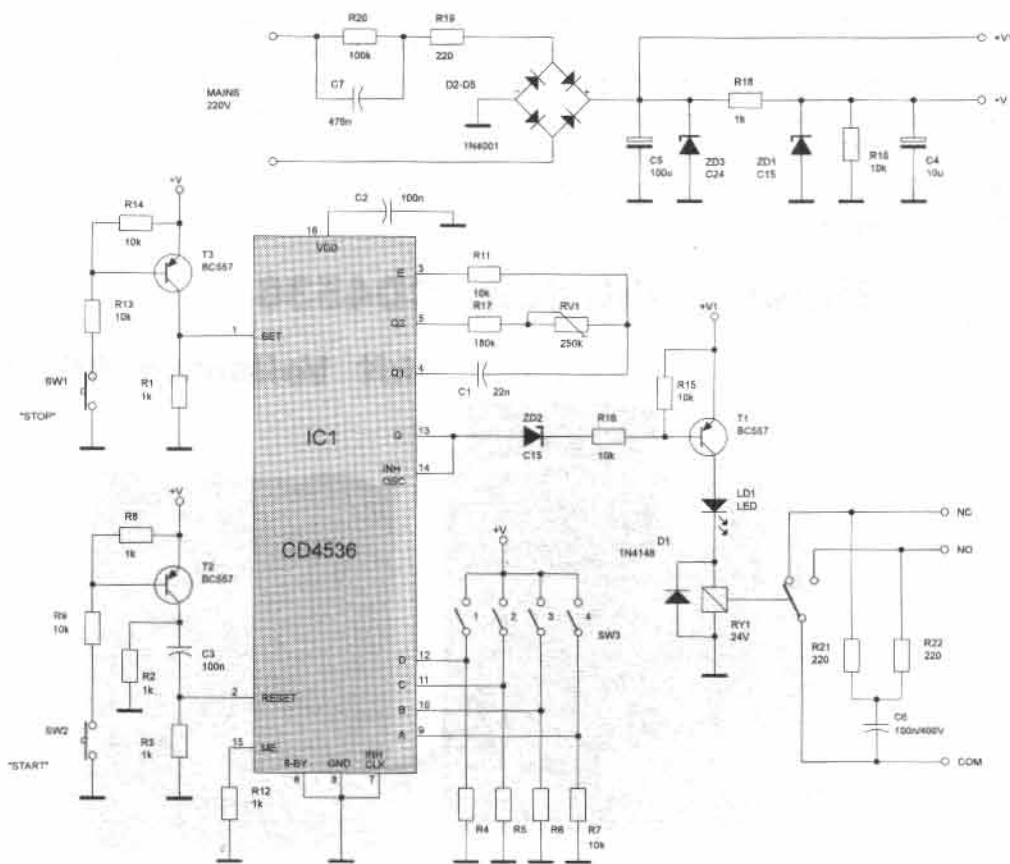 R20
100k
C7
470n
R19
220
MAINS
220V
D2-D5
-
+
1N4001
+V1
+V
R18
1k
C5
100u
ZD3
C24
ZD1
C15
R16
10k
C4
10u
+V
R14
10k
T3
BC557
R13
10k
SW1
"STOP"
R1
1k
C2
100n
16
VDD
1
SET
IC1
CD4536
3
R11
10k
5
R17
180k
RV1
250k
4
C1
22n
13
Q
14
INH
OSC
ZD2
C15
R16
10k
R15
10k
+V1
T1
BC557
LD1
LED
D1
1N4148
RY1
24V
NC
NO
R21
220
R22
220
C6
100n/400V
COM
+V
R8
1k
T2
BC557
R9
10k
R2
1k
C3
100n
2
RESET
R3
1k
SW2
"START"
15
R12
1k
8-BY
6
GND
8
INH
CLK
7
+V
1
2
3
4
SW3
D
12
C
11
B
10
A
9
R4
R5
R6
R7
10k